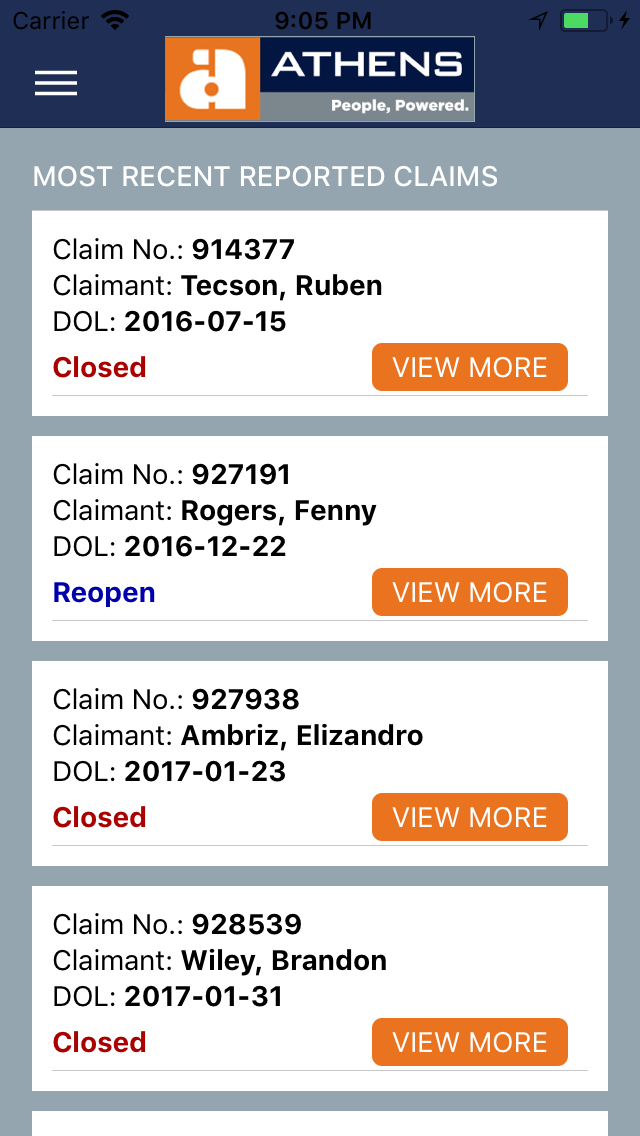 Carrier 9:05 PM
ATHENS
People, Powered.
MOST RECENT REPORTED CLAIMS
Claim No.: 914377
Claimant: Tecson, Ruben
DOL: 2016-07-15
Closed VIEW MORE
Claim No.: 927191
Claimant: Rogers, Fenny
DOL: 2016-12-22
Reopen VIEW MORE
Claim No.: 927938
Claimant: Ambriz, Elizandro
DOL: 2017-01-23
Closed VIEW MORE
Claim No.: 928539
Claimant: Wiley, Brandon
DOL: 2017-01-31
Closed VIEW MORE